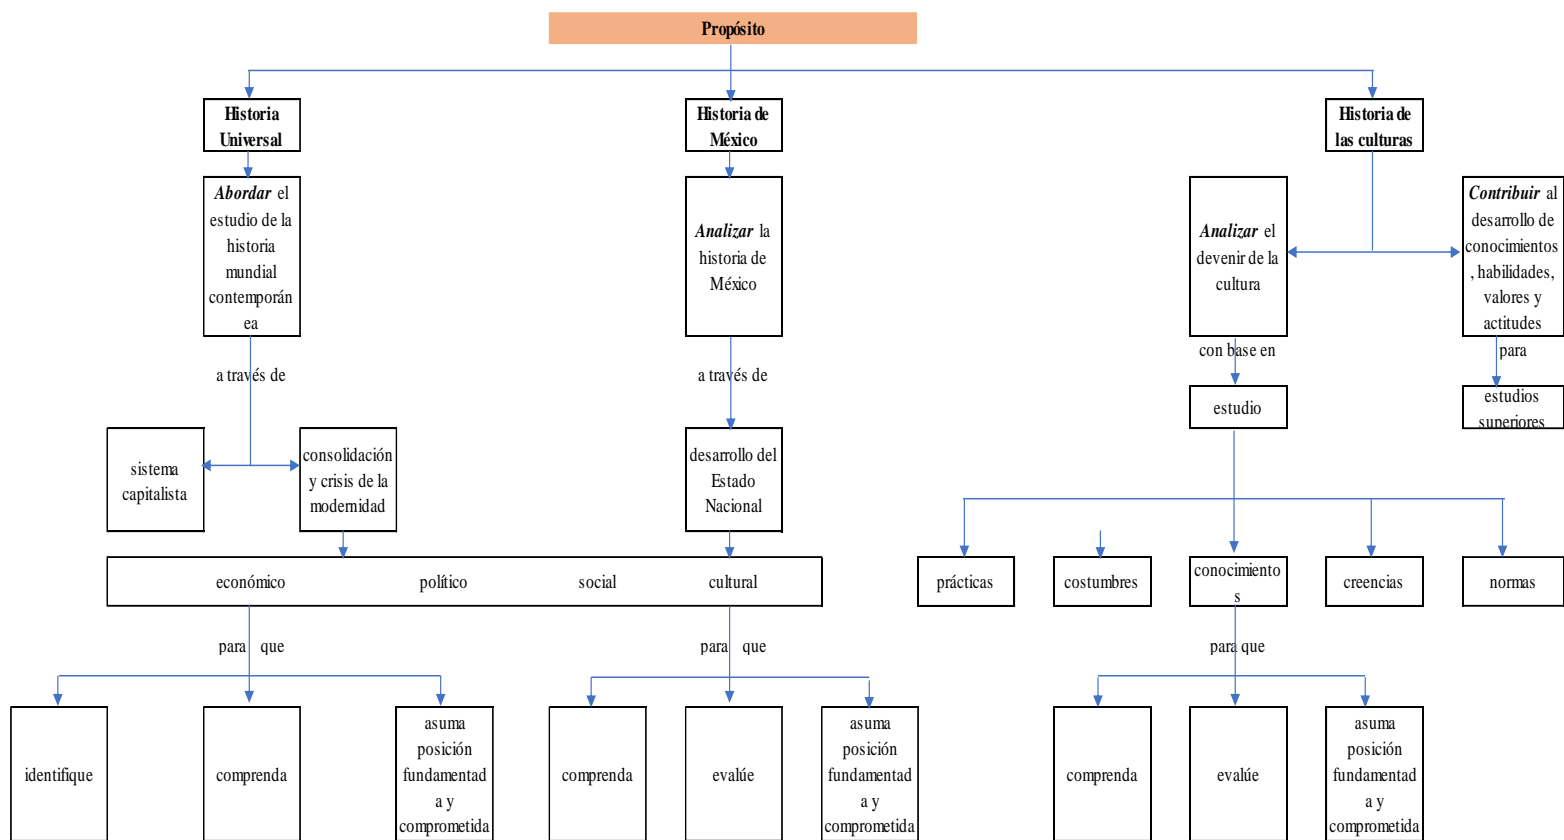 Propósito
Historia
Universal
Historia de
México
Historia de
las culturas
Abordar el
estudio de la
historia
mundial
contemporán
ea
Analizar la
historia de
México
Analizar el
devenir de la
cultura
Contribuir al
desarrollo de
conocimientos
, habilidades,
valores y
actitudes
a través de
a través de
con base en
para
estudio
estudios
superiores
sistema
capitalista
consolidación
y crisis de la
modernidad
desarrollo del
Estado
Nacional
económico político social cultural
prácticas
costumbres
conocimiento
s
creencias
normas
para que
para que
para que
identifique
comprenda
asuma
posición
fundamentad
a y
comprometida
comprenda
evalúe
asuma
posición
fundamentad
a y
comprometida
comprenda
evalúe
asuma
posición
fundamentad
a y
comprometida